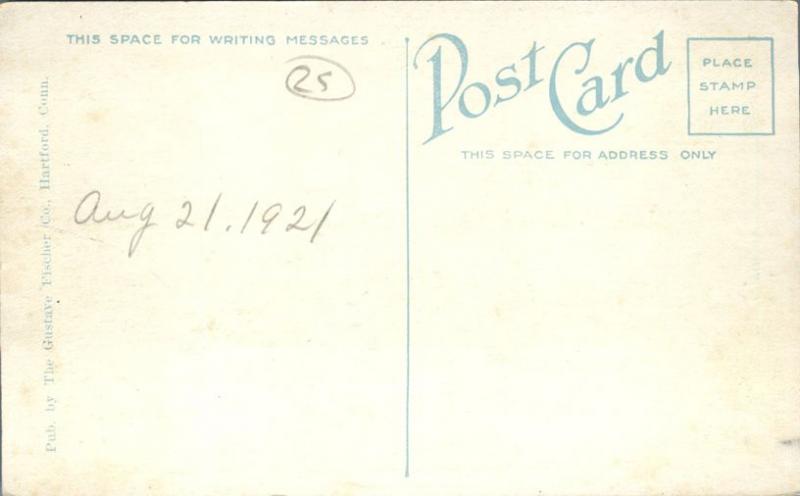 THIS SPACE FOR WRITING MESSAGES
25
Post Card
PLACE
STAMP
HERE
THIS SPACE FOR ADDRESS ONLY
Aug 21.1921
Pub. by The Gustave Fischer Co., Hartford, Conn.